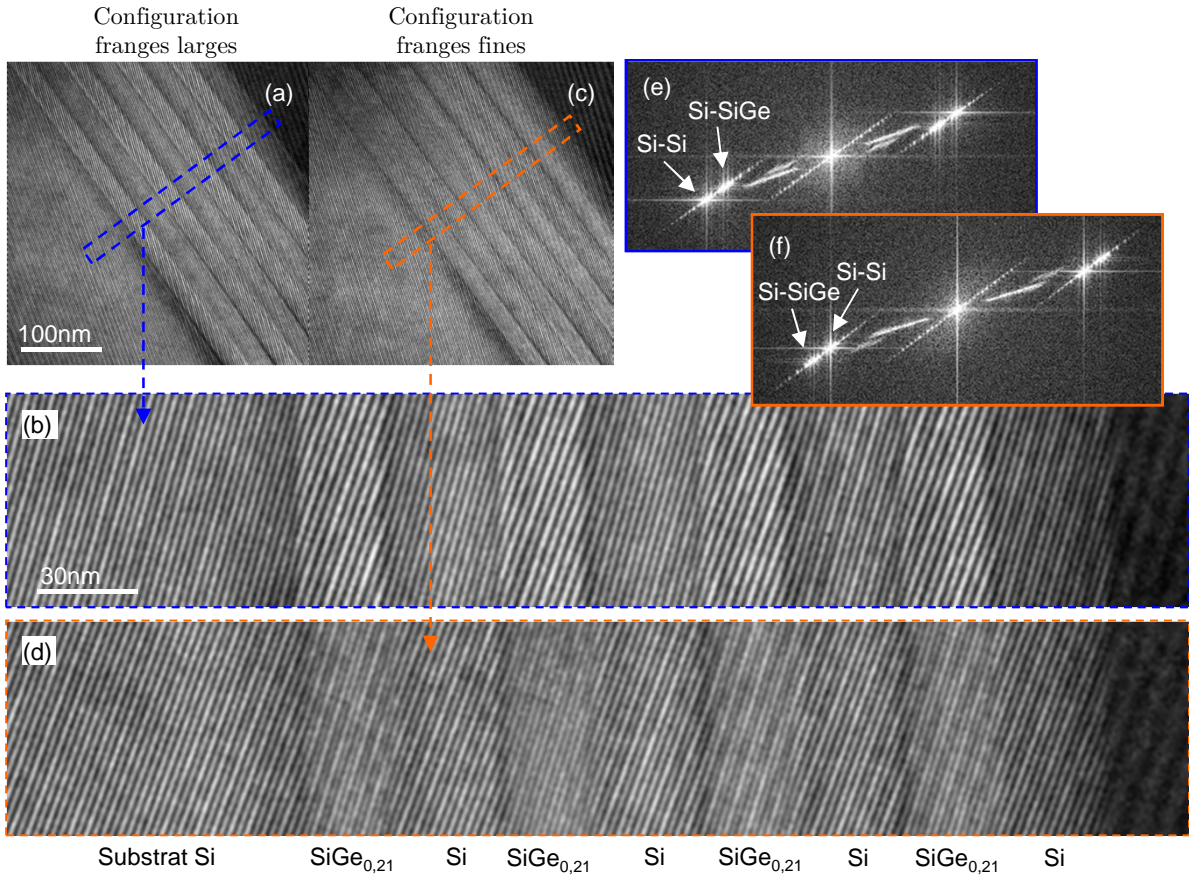 Configuration
franges larges
Configuration
franges fines
(a)
(c)
100nm
(e)
Si-SiGe
Si-Si
(f)
Si-Si
Si-SiGe
(b)
30nm
(d)
Substrat Si
SiGe0,21
Si
SiGe0,21
Si
SiGe0,21
Si
SiGe0,21
Si